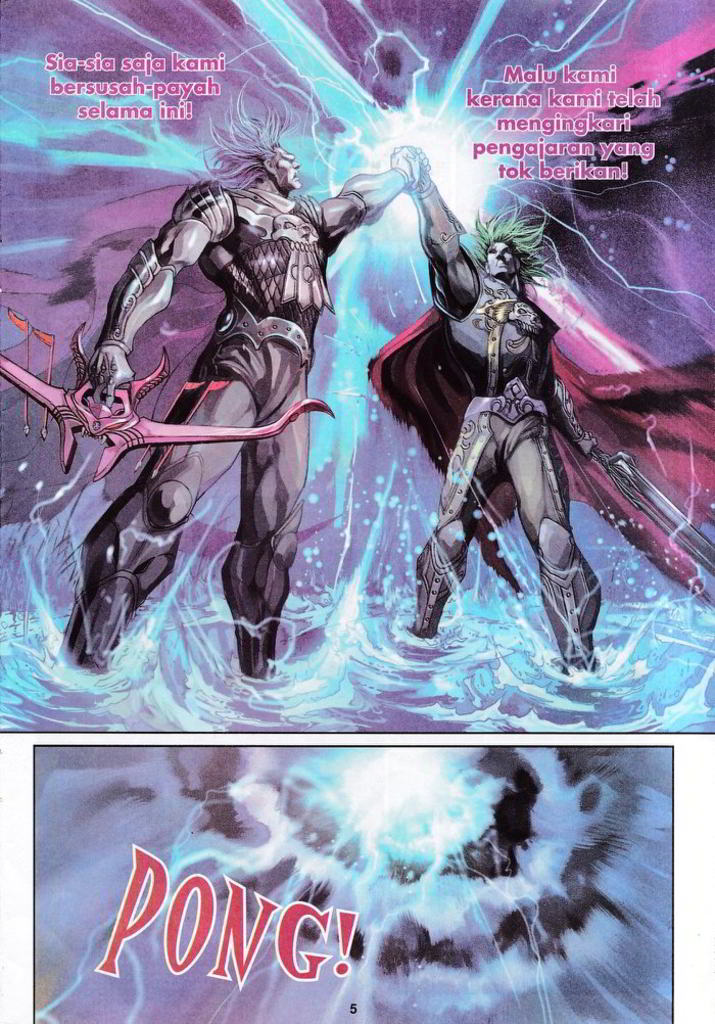 Sia-sia saja kami
bersusah-payah
selama ini!
Malu kami
kerana kami telah
mengingkari
pengajaran yang
tok berikan!
PONG!
5